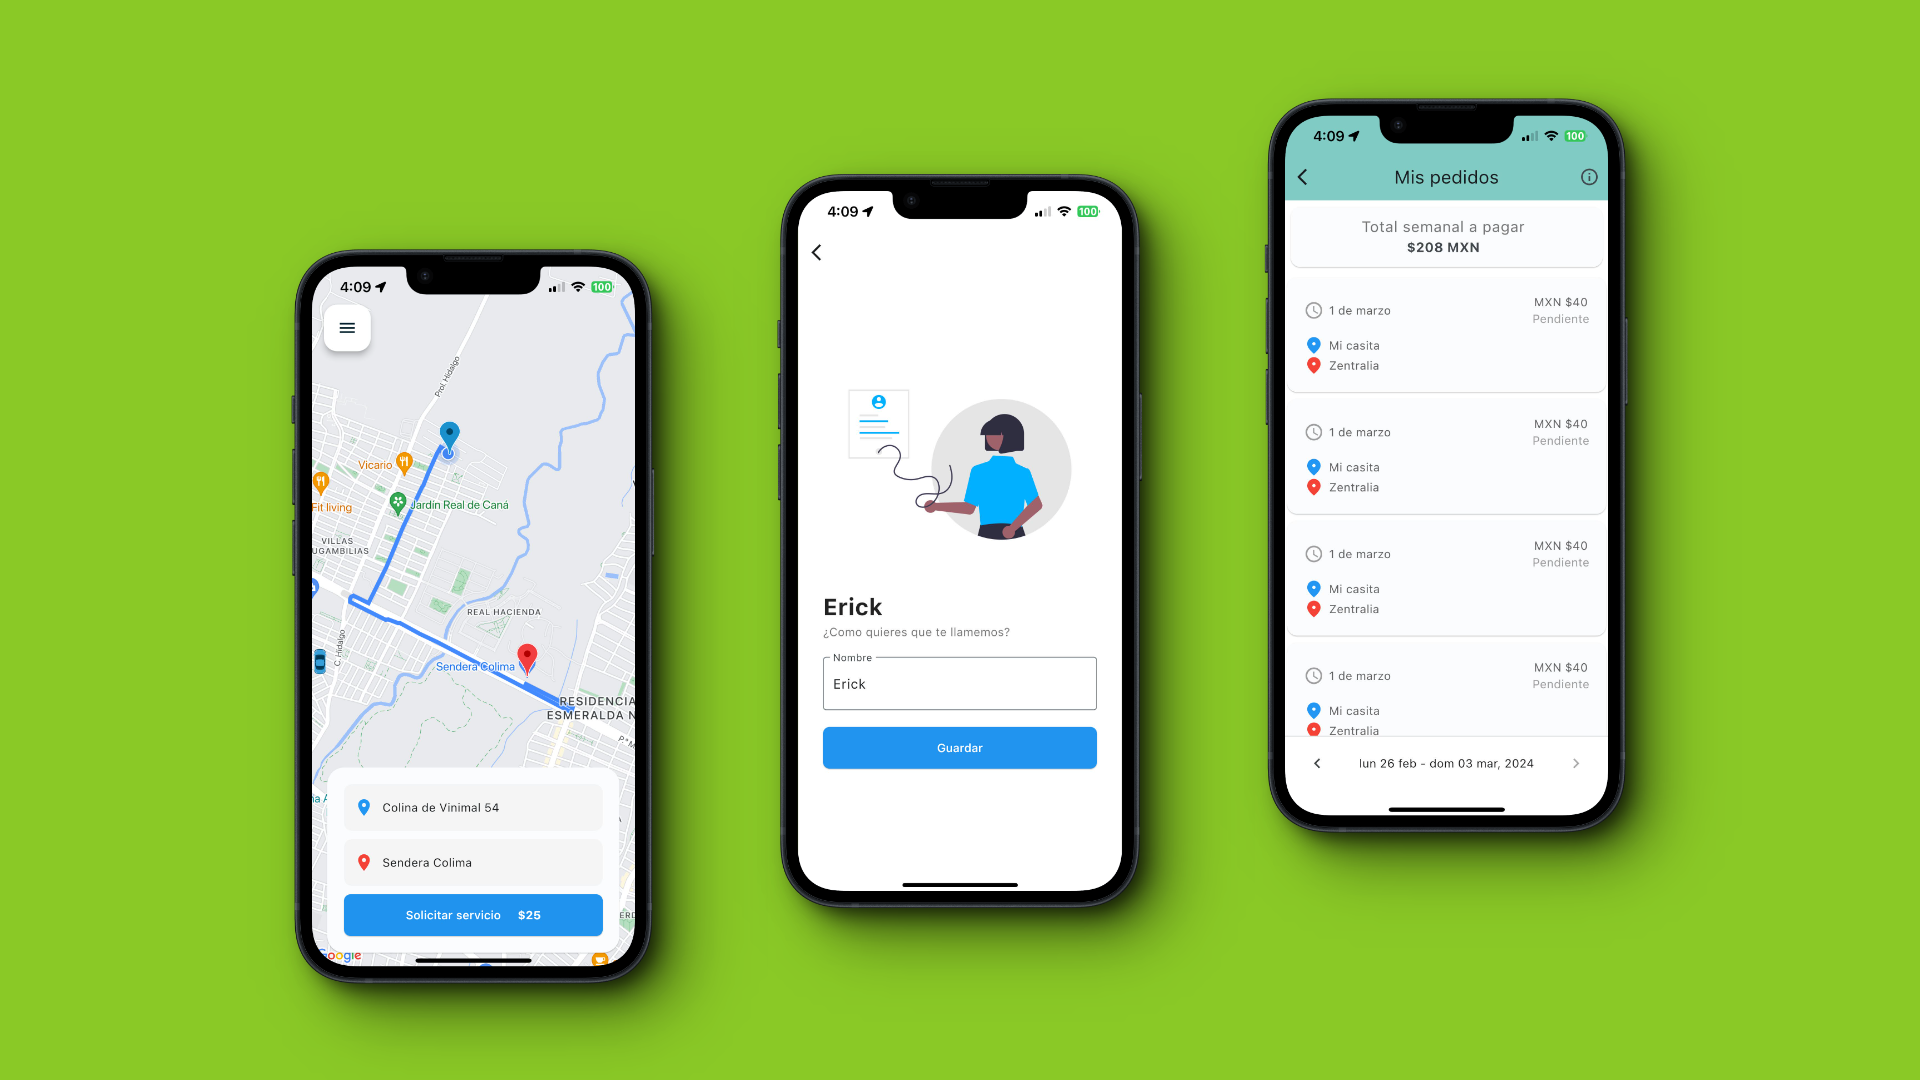 4:09
100
Prol. Hidalgo
Vicario
Fit living
Jardin Real de Caná
VILLAS
UGAMBILIAS
REAL HACIENDA
C. Hidalgo
Sendera Colima
RESIDENCIA
ESMERALDA N
Colina de Vinimal 54
Sendera Colima
Solicitar servicio $25
Google
4:09
100
Erick
¿Como quieres que te llamemos?
Nombre
Erick
Guardar
4:09
100
Mis pedidos
Total semanal a pagar
$208 MXN
1 de marzo
MXN $40
Pendiente
Mi casita
Zentralia
1 de marzo
MXN $40
Pendiente
Mi casita
Zentralia
1 de marzo
MXN $40
Pendiente
Mi casita
Zentralia
1 de marzo
MXN $40
Pendiente
Mi casita
Zentralia
lun 26 feb - dom 03 mar, 2024